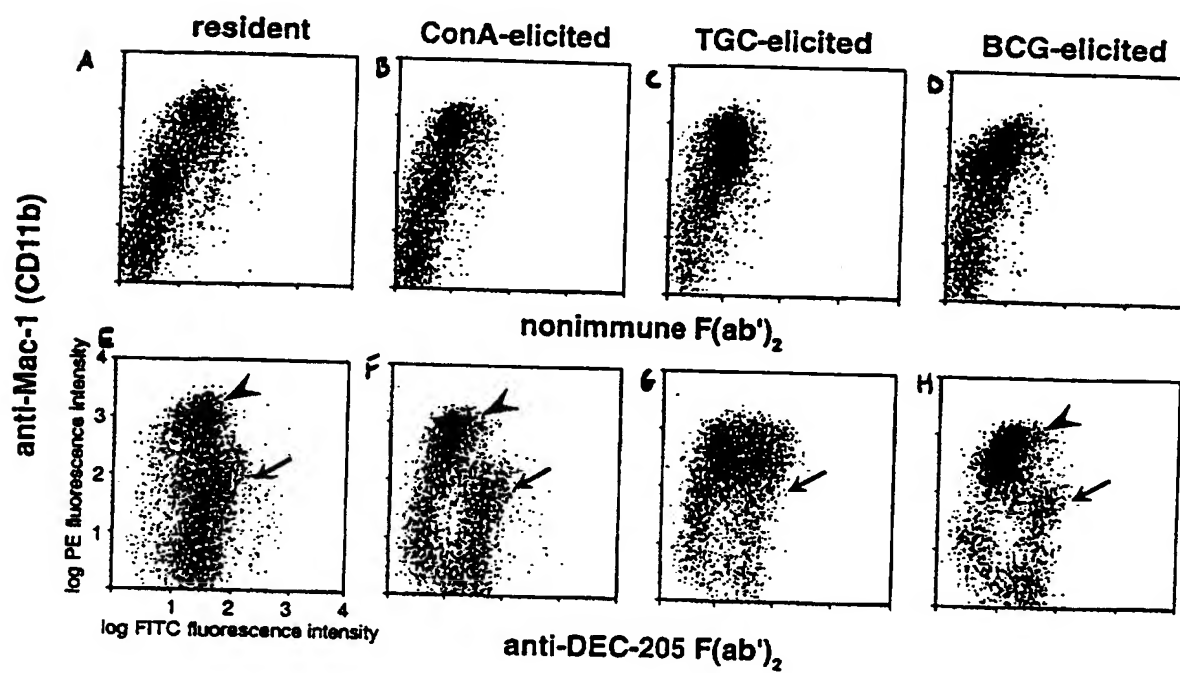 resident ConA-elicited TGC-elicited BCG-elicited
A B C D
anti-Mac-1 (CD11b)
nonimmune F(ab')₂
E F G H
log PE fluorescence intensity
4
3
2
1
1 2 3 4
log FITC fluorescence intensity
anti-DEC-205 F(ab')₂